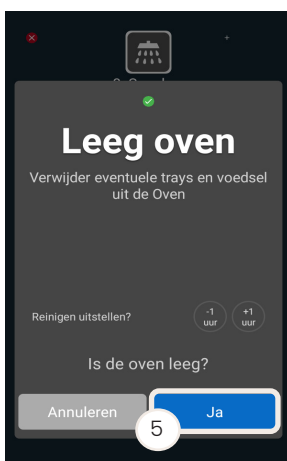 Leeg oven
Verwijder eventuele trays en voedsel
uit de Oven
Reinigen uitstellen?
-1
uur
+1
uur
Is de oven leeg?
Annuleren
Ja
5